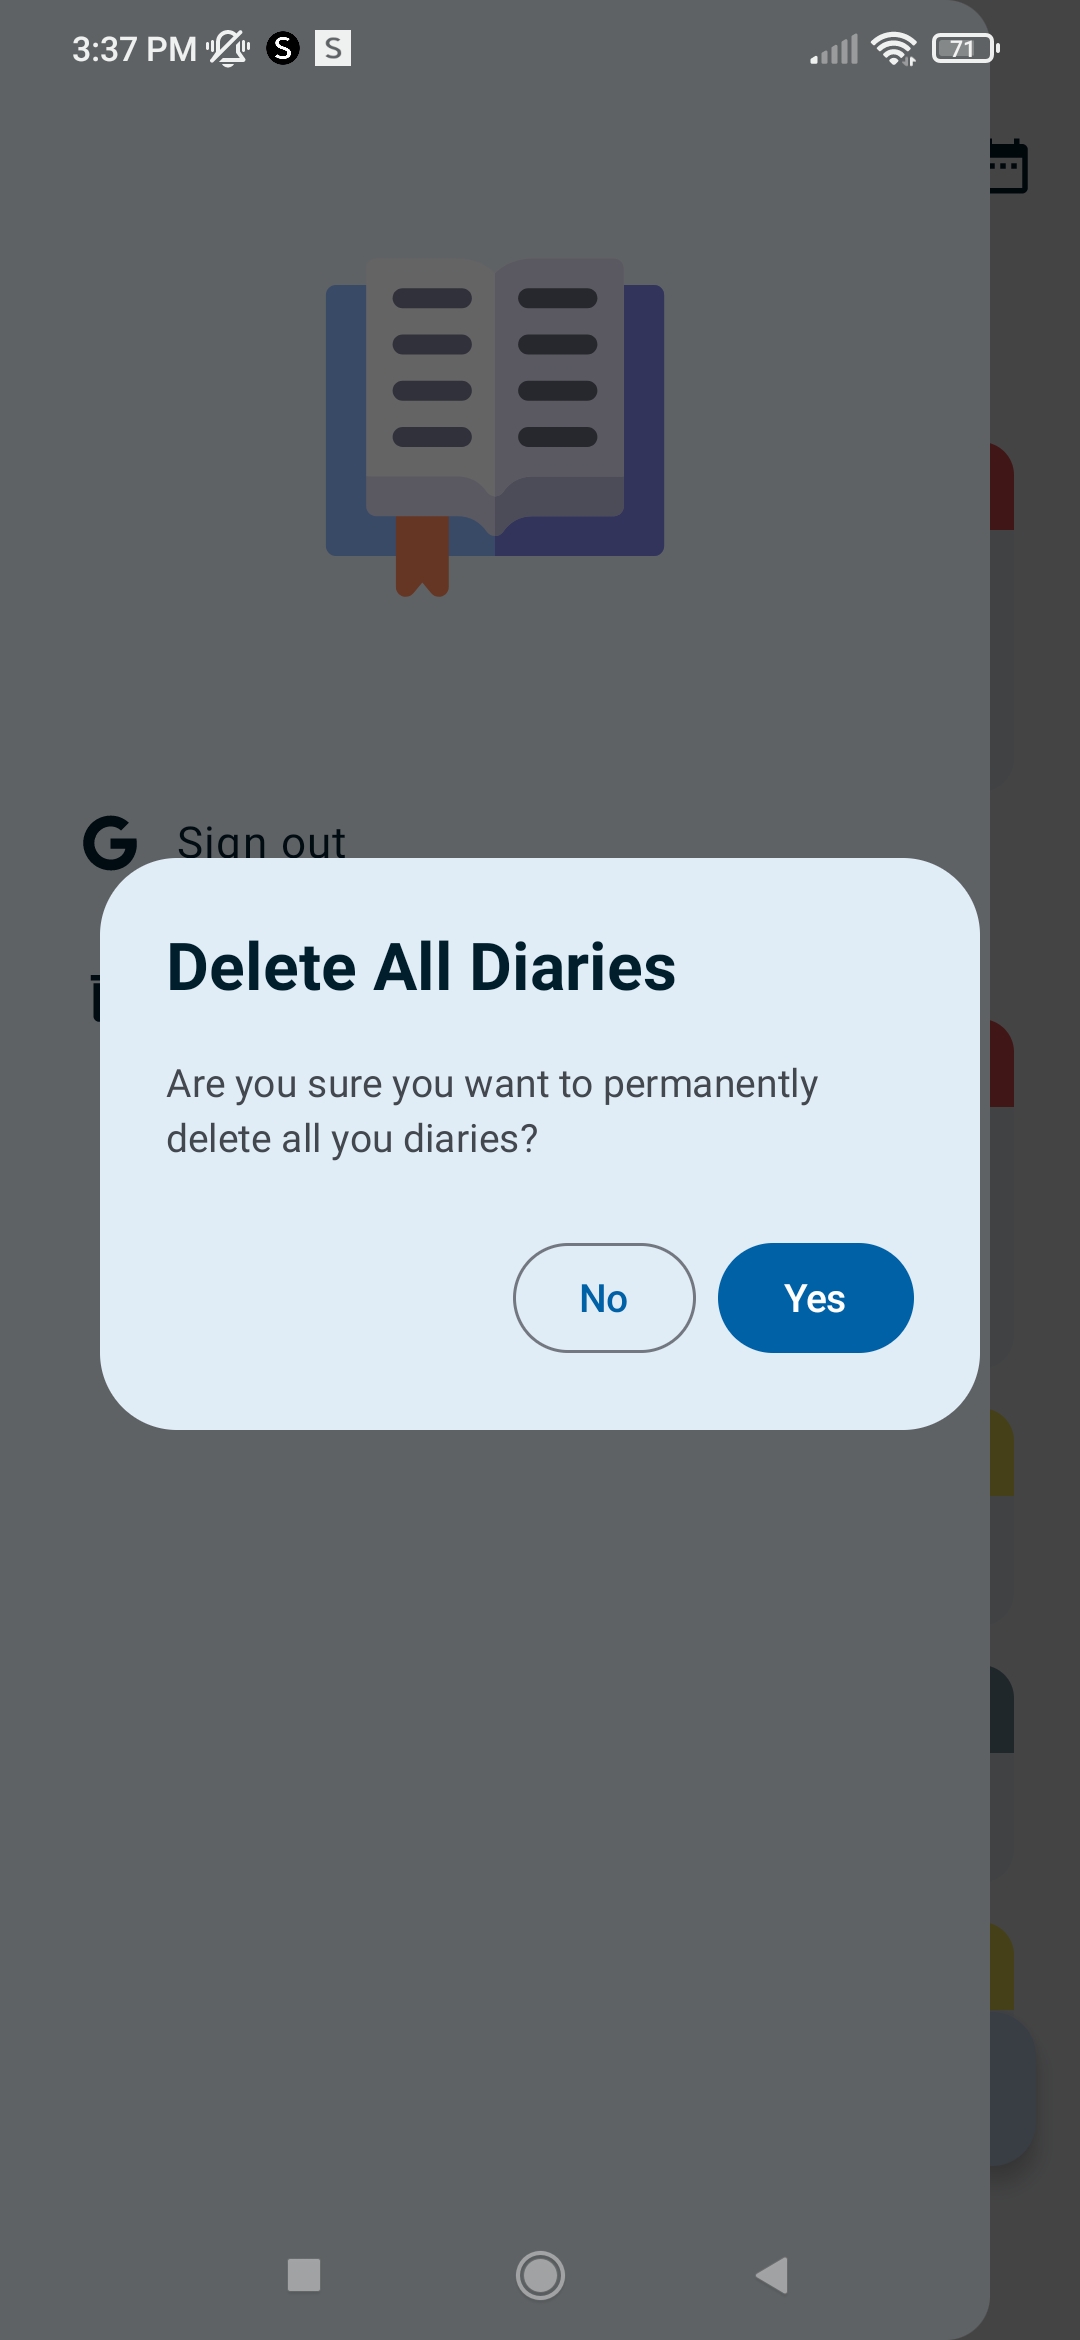 3:37 PM S S 71
Sign out
Delete All Diaries
Are you sure you want to permanently
delete all you diaries?
No Yes